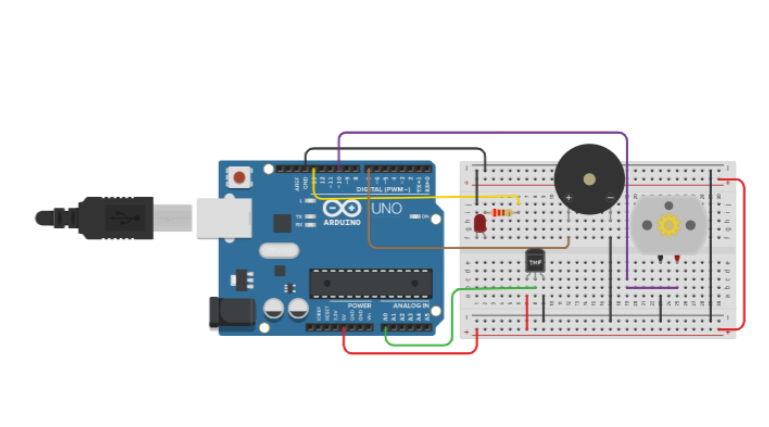 AREF
GND
13
12
~11
~10
~9
8
7
~6
~5
4
~3
2
TX→1
RX←0
DIGITAL (PWM~)
L
TX
RX
UNO
ARDUINO
ON
TMP
POWER
ANALOG IN
IOREF
RESET
3.3V
5V
GND
GND
Vin
A0
A1
A2
A3
A4
A5